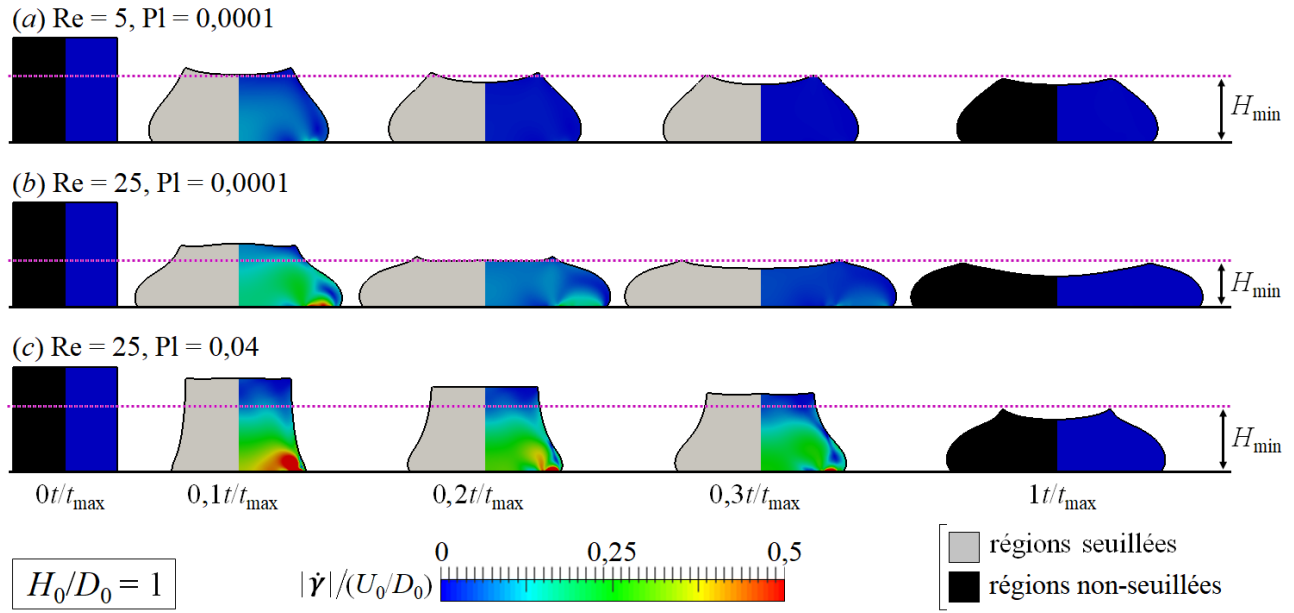 (a) Re = 5, Pl = 0,0001
H_min
(b) Re = 25, Pl = 0,0001
H_min
(c) Re = 25, Pl = 0,04
H_min
0t/t_max 0,1t/t_max 0,2t/t_max 0,3t/t_max 1t/t_max
0 0,25 0,5
régions seuillées
H_0/D_0 = 1
|γ̇|/(U_0/D_0)
régions non-seuillées